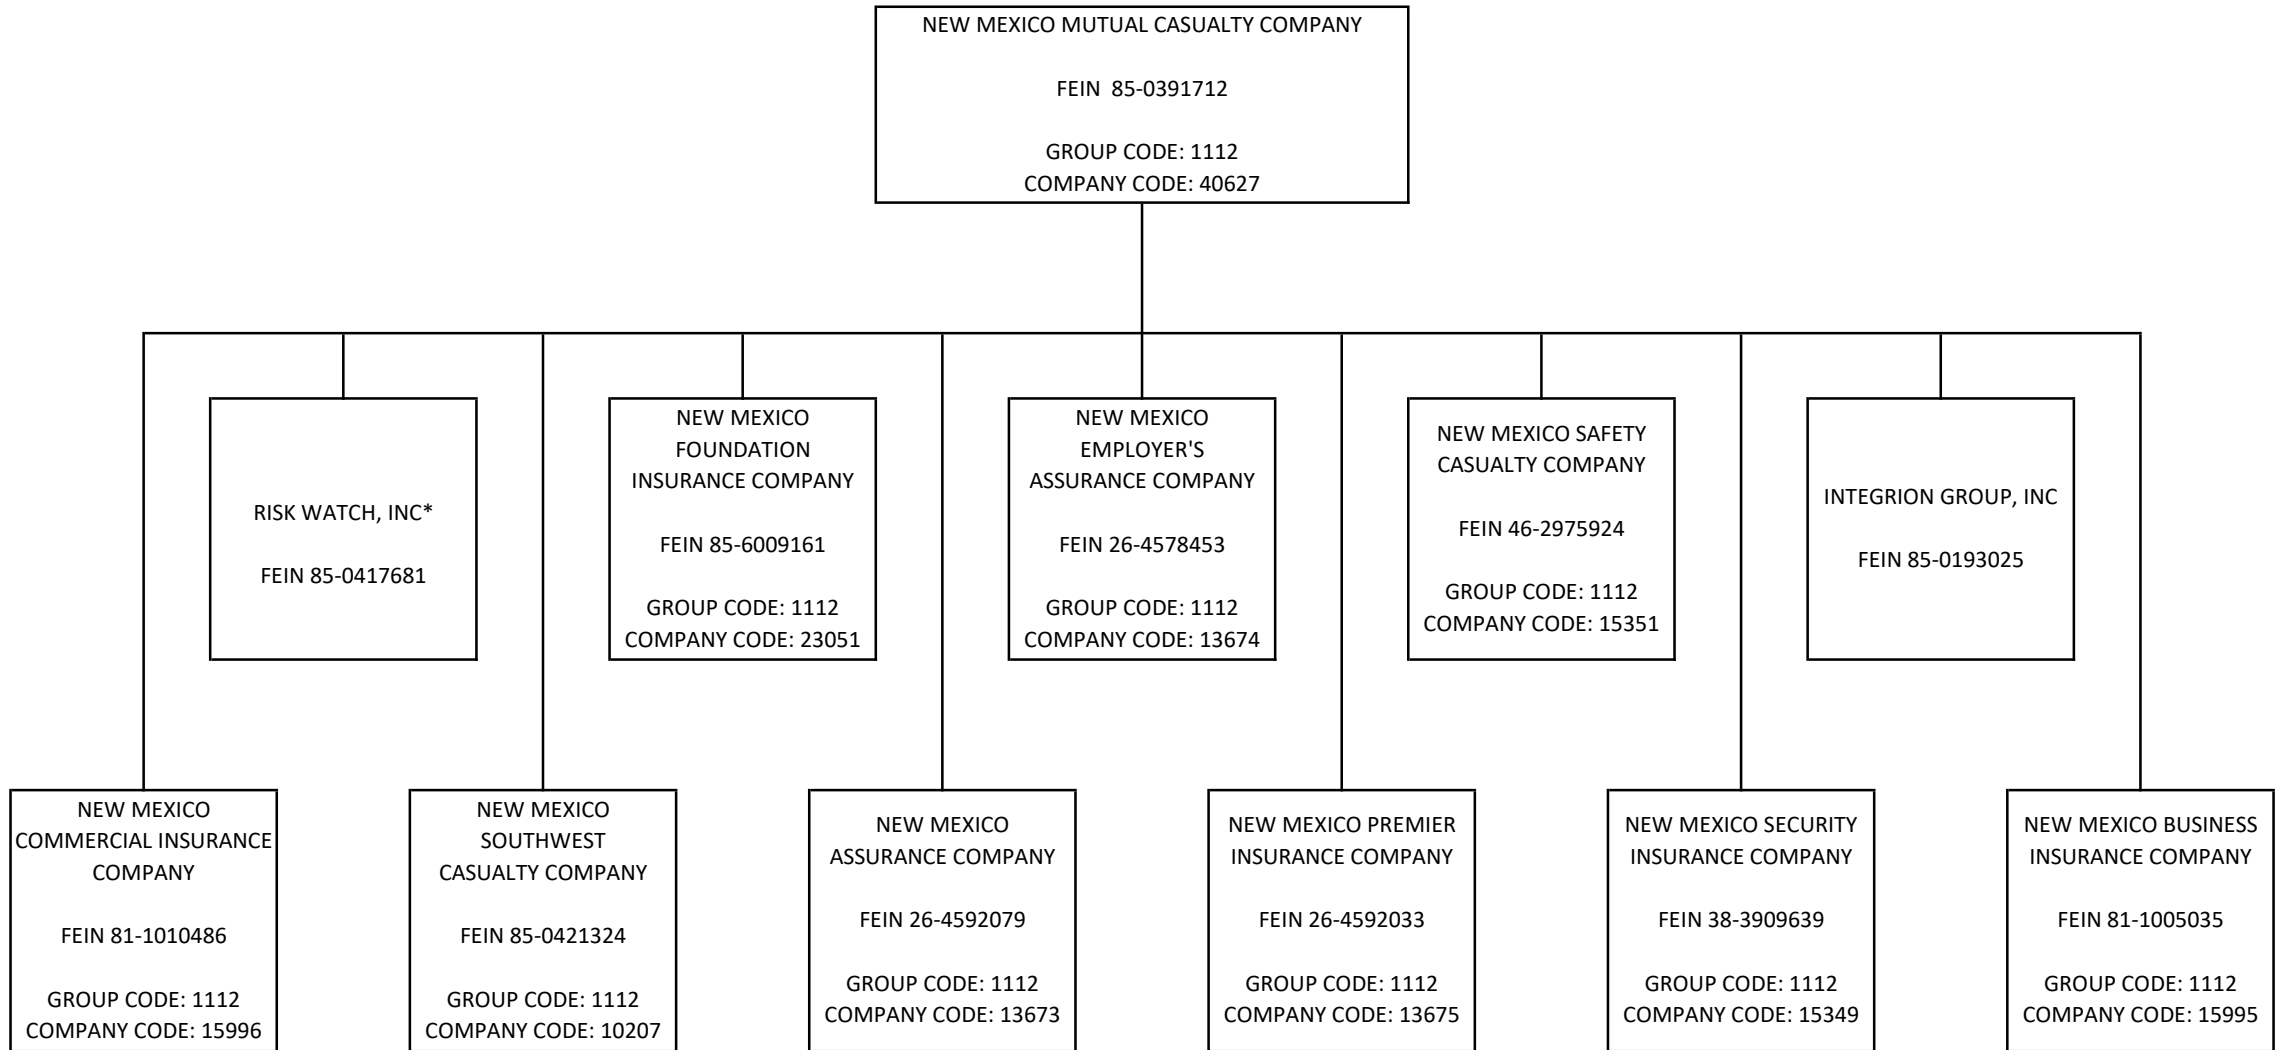 NEW MEXICO MUTUAL CASUALTY COMPANY
FEIN  85-0391712
GROUP CODE: 1112
COMPANY CODE: 40627
RISK WATCH, INC*
FEIN 85-0417681
NEW MEXICO
FOUNDATION
INSURANCE COMPANY
FEIN 85-6009161
GROUP CODE: 1112
COMPANY CODE: 23051
NEW MEXICO
EMPLOYER'S
ASSURANCE COMPANY
FEIN 26-4578453
GROUP CODE: 1112
COMPANY CODE: 13674
NEW MEXICO SAFETY
CASUALTY COMPANY
FEIN 46-2975924
GROUP CODE: 1112
COMPANY CODE: 15351
INTEGRION GROUP, INC
FEIN 85-0193025
NEW MEXICO
COMMERCIAL INSURANCE
COMPANY
FEIN 81-1010486
GROUP CODE: 1112
COMPANY CODE: 15996
NEW MEXICO
SOUTHWEST
CASUALTY COMPANY
FEIN 85-0421324
GROUP CODE: 1112
COMPANY CODE: 10207
NEW MEXICO
ASSURANCE COMPANY
FEIN 26-4592079
GROUP CODE: 1112
COMPANY CODE: 13673
NEW MEXICO PREMIER
INSURANCE COMPANY
FEIN 26-4592033
GROUP CODE: 1112
COMPANY CODE: 13675
NEW MEXICO SECURITY
INSURANCE COMPANY
FEIN 38-3909639
GROUP CODE: 1112
COMPANY CODE: 15349
NEW MEXICO BUSINESS
INSURANCE COMPANY
FEIN 81-1005035
GROUP CODE: 1112
COMPANY CODE: 15995